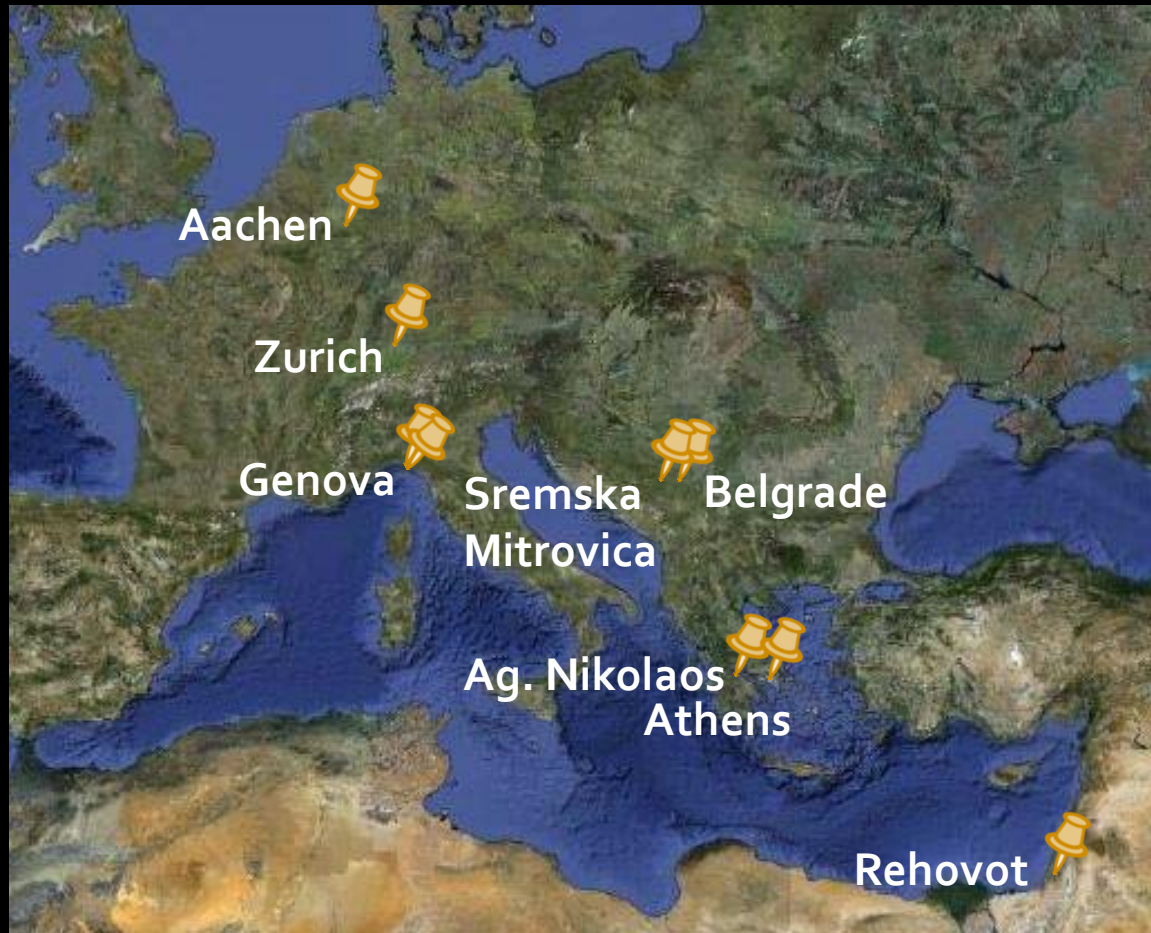 Aachen
Zurich
Genova
Sremska
Mitrovica
Belgrade
Ag. Nikolaos
Athens
Rehovot